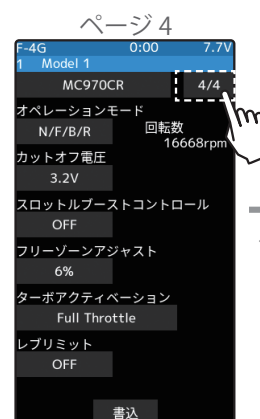 ページ 4
F-4G 0:00 7.7V
1 Model 1
MC970CR 4/4
オペレーションモード
N/F/B/R 回転数
16668rpm
カットオフ電圧
3.2V
スロットルブーストコントロール
OFF
フリーゾーンアジャスト
6%
ターボアクティベーション
Full Throttle
レブリミット
OFF
書込